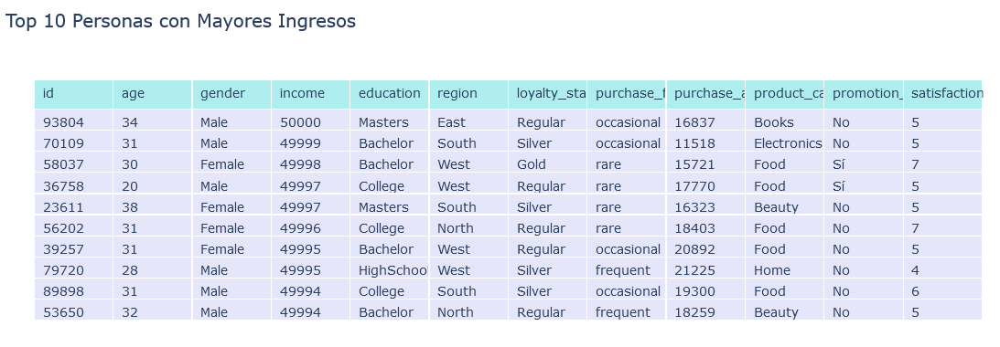 Top 10 Personas con Mayores Ingresos
id age gender income education region loyalty_sta purchase_f purchase_a product_ca promotion_ satisfaction
93804 34 Male 50000 Masters East Regular occasional 16837 Books No 5
70109 31 Male 49999 Bachelor South Silver occasional 11518 Electronics No 5
58037 30 Female 49998 Bachelor West Gold rare 15721 Food Sí 7
36758 20 Male 49997 College West Regular rare 17770 Food Sí 5
23611 38 Female 49997 Masters South Silver rare 16323 Beauty No 5
56202 31 Female 49996 College North Regular rare 18403 Food No 7
39257 31 Female 49995 Bachelor West Regular occasional 20892 Food No 5
79720 28 Male 49995 HighSchool West Silver frequent 21225 Home No 4
89898 31 Male 49994 College South Silver occasional 19300 Food No 6
53650 32 Male 49994 Bachelor North Regular frequent 18259 Beauty No 5